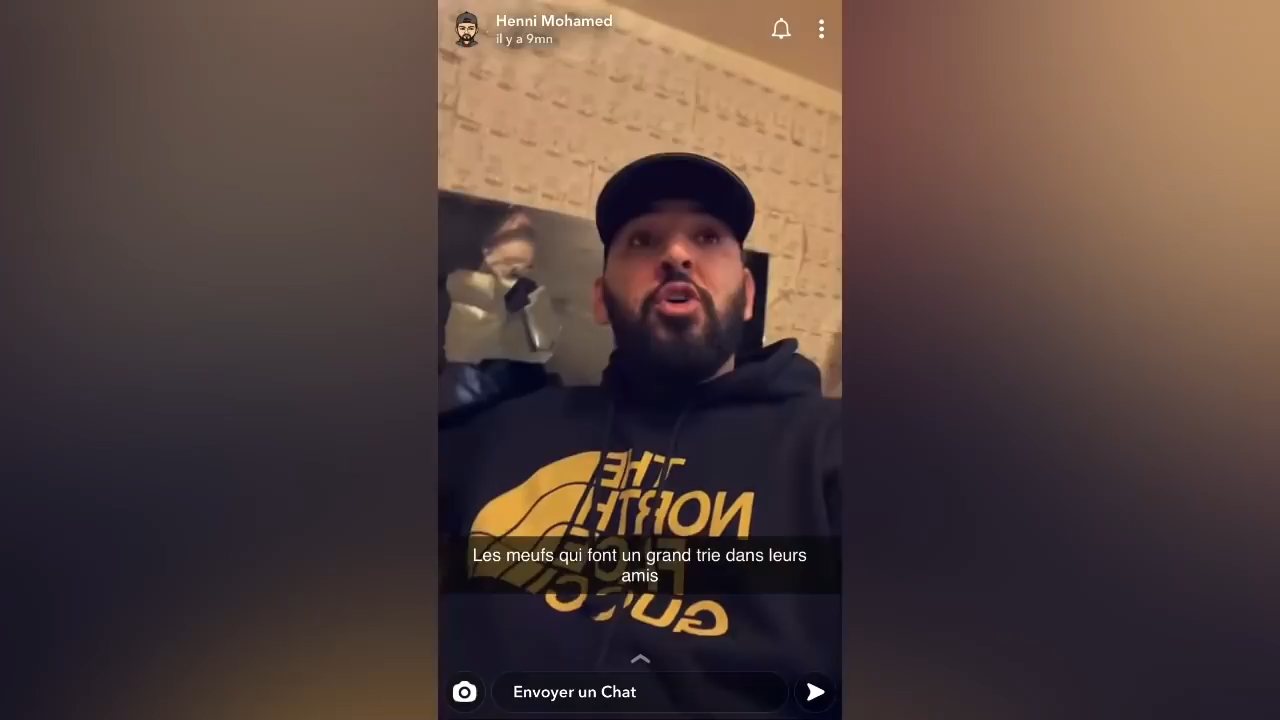 Henni Mohamed
il y a 9mn
THE
NORTH
FACE
GUCCI
Les meufs qui font un grand trie dans leurs
amis
Envoyer un Chat